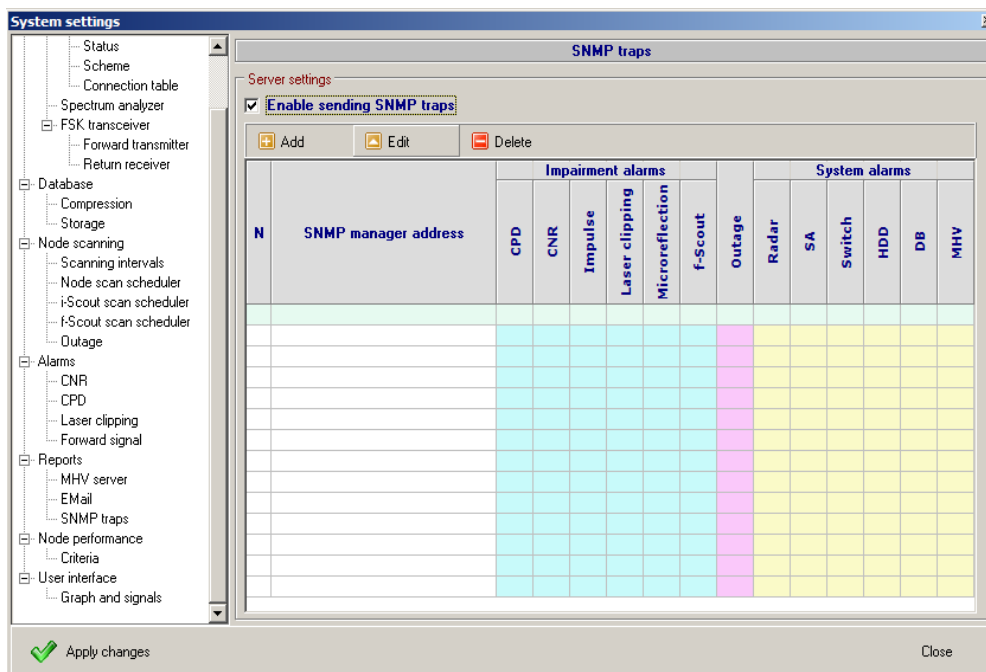 System settings
Status
Scheme
Connection table
Spectrum analyzer
FSK transceiver
Forward transmitter
Return receiver
Database
Compression
Storage
Node scanning
Scanning intervals
Node scan scheduler
i-Scout scan scheduler
f-Scout scan scheduler
Outage
Alarms
CNR
CPD
Laser clipping
Forward signal
Reports
MHV server
EMail
SNMP traps
Node performance
Criteria
User interface
Graph and signals
SNMP traps
Server settings
Enable sending SNMP traps
Add Edit Delete
Impairment alarms System alarms
N SNMP manager address CPD CNR Impulse Laser clipping Microreflection f-Scout Outage Radar SA Switch HDD DB MHV
Apply changes Close